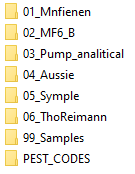 01_Mnfienen
02_MF6_B
03_Pump_analitical
04_Aussie
05_Symple
06_ThoReimann
99_Samples
PEST_CODES